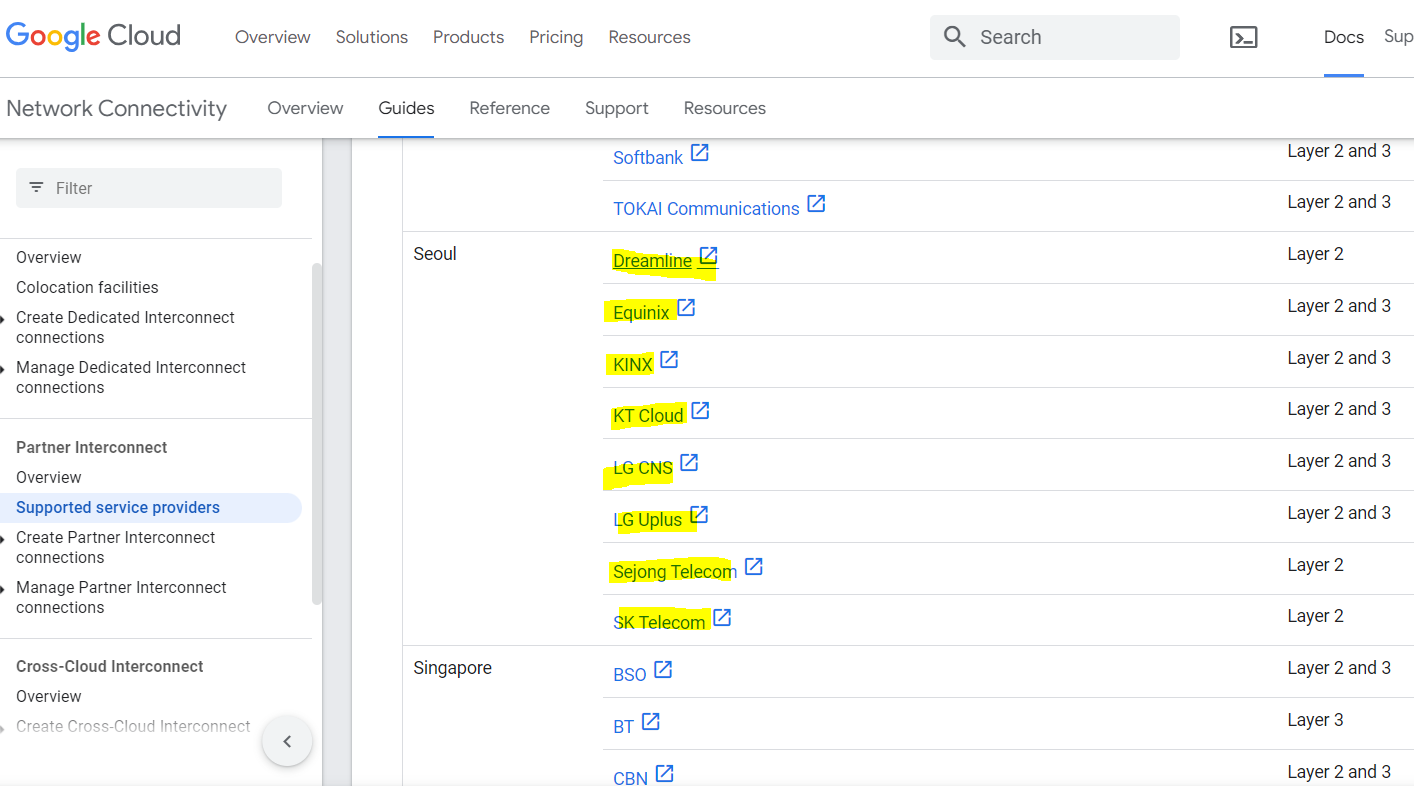 Google Cloud Overview Solutions Products Pricing Resources Search Docs Sup
Network Connectivity Overview Guides Reference Support Resources
Filter
Overview
Colocation facilities
Create Dedicated Interconnect
connections
Manage Dedicated Interconnect
connections
Partner Interconnect
Overview
Supported service providers
Create Partner Interconnect
connections
Manage Partner Interconnect
connections
Cross-Cloud Interconnect
Overview
Create Cross-Cloud Interconnect
Softbank Layer 2 and 3
TOKAI Communications Layer 2 and 3
Seoul Dreamline Layer 2
Equinix Layer 2 and 3
KINX Layer 2 and 3
KT Cloud Layer 2 and 3
LG CNS Layer 2 and 3
LG Uplus Layer 2 and 3
Sejong Telecom Layer 2
SK Telecom Layer 2
Singapore BSO Layer 2 and 3
BT Layer 3
CBN Layer 2 and 3